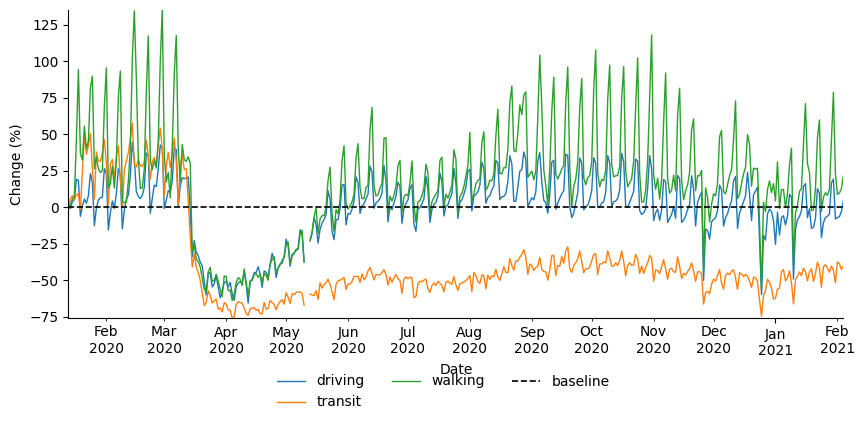 125
100
75
50
25
0
−25
−50
−75
Change (%)
Feb Mar Apr May Jun Jul Aug Sep Oct Nov Dec Jan Feb
2020 2020 2020 2020 2020 2020 2020 2020 2020 2020 2020 2021 2021
Date
driving walking baseline
transit